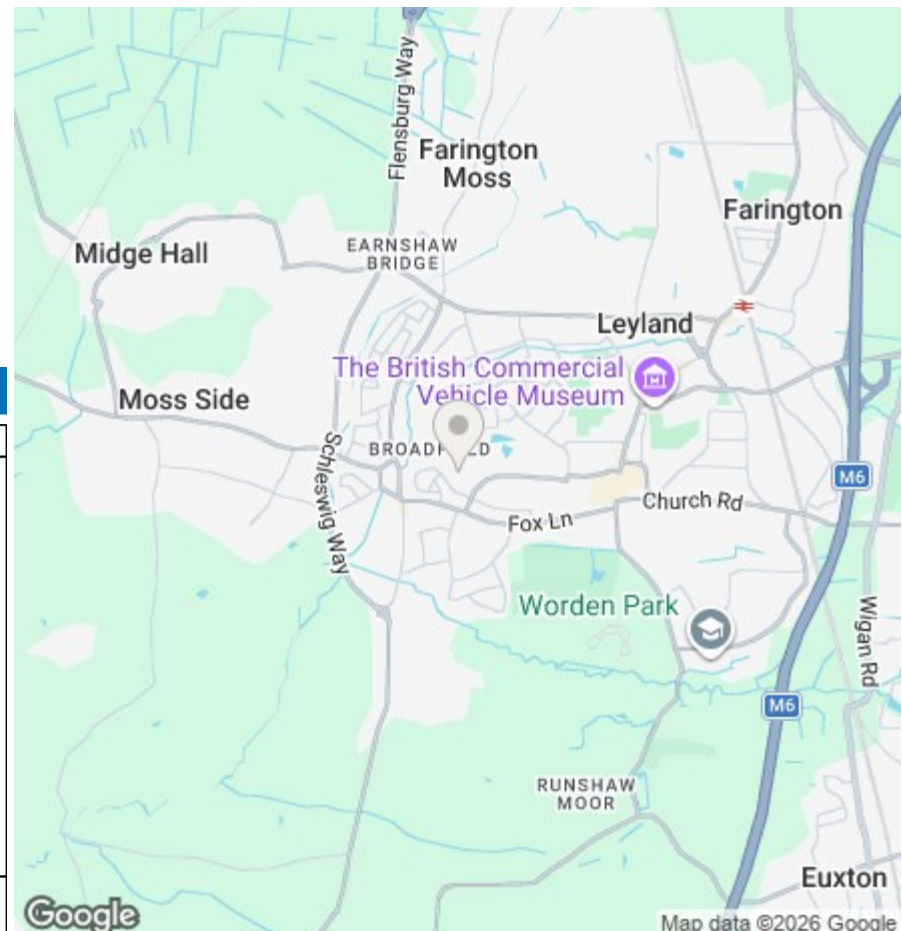 Flensburg Way
Farington
Moss
Farington
Midge Hall
EARNSHAW
BRIDGE
Leyland
The British Commercial
Vehicle Museum
Moss Side
BROADFIELD
M6
Schleswig Way
Church Rd
Fox Ln
Worden Park
Wigan Rd
M6
RUNSHAW
MOOR
Euxton
Google
Map data ©2026 Google